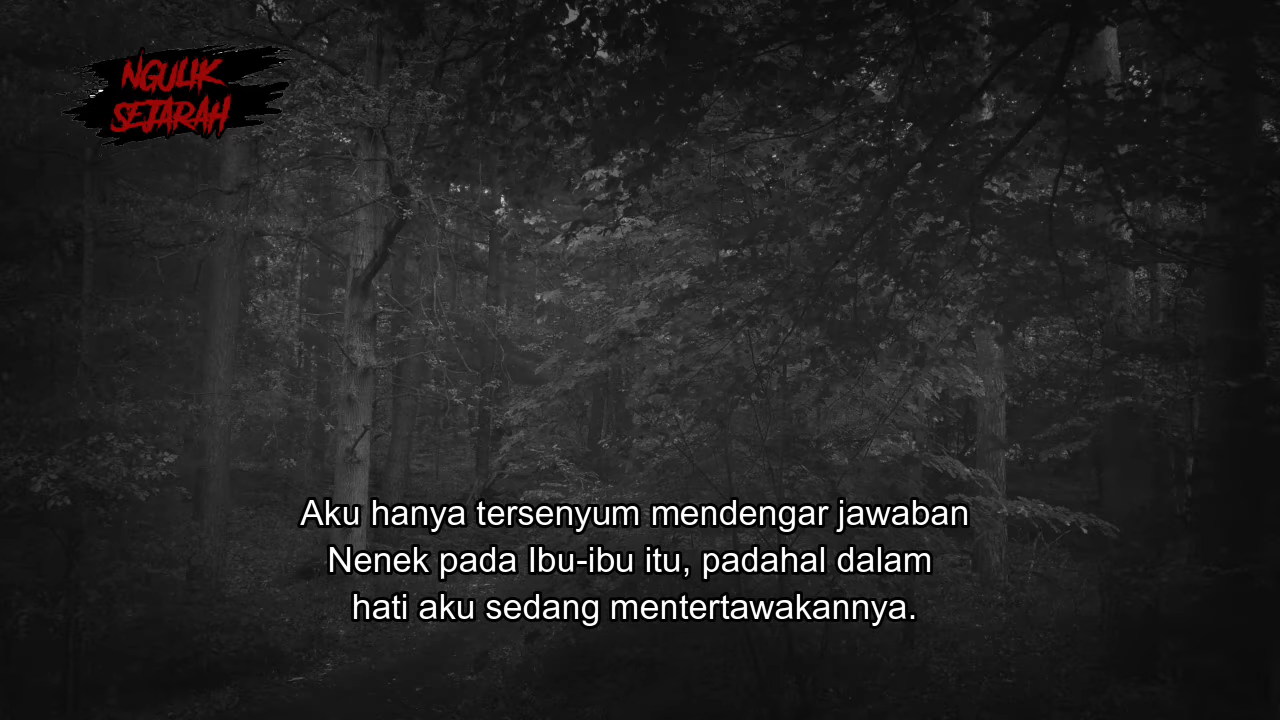 NGULIK
SEJARAH
Aku hanya tersenyum mendengar jawaban
Nenek pada Ibu-ibu itu, padahal dalam
hati aku sedang mentertawakannya.